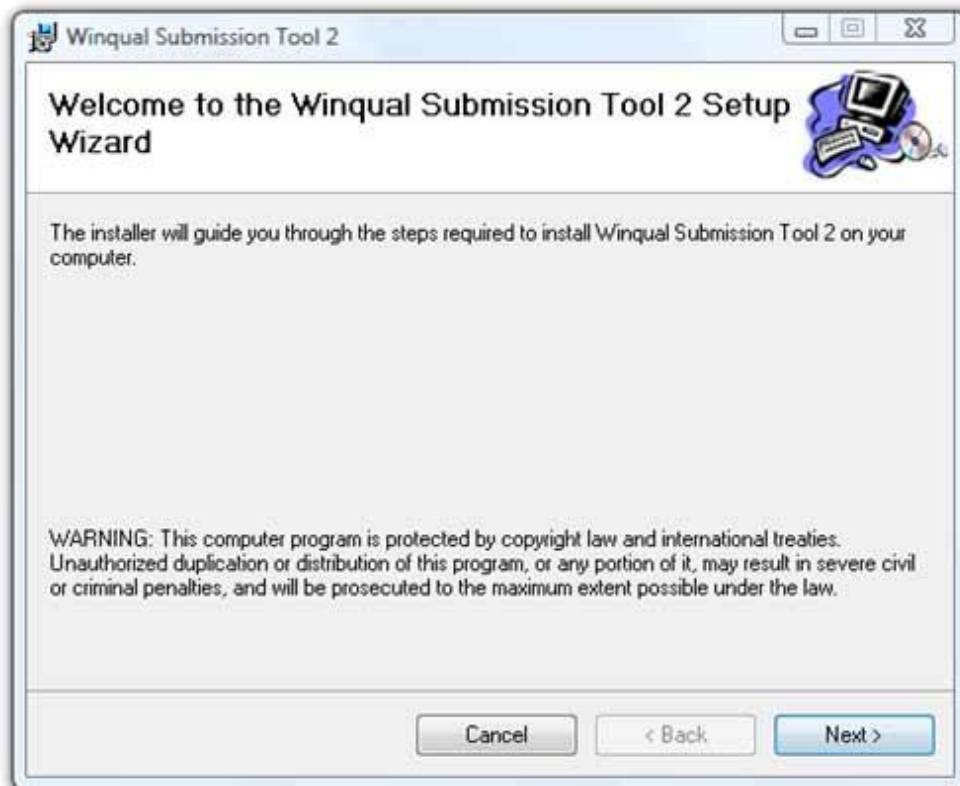 Winqual Submission Tool 2
Welcome to the Winqual Submission Tool 2 Setup
Wizard
The installer will guide you through the steps required to install Winqual Submission Tool 2 on your
computer.
WARNING: This computer program is protected by copyright law and international treaties.
Unauthorized duplication or distribution of this program, or any portion of it, may result in severe civil
or criminal penalties, and will be prosecuted to the maximum extent possible under the law.
Cancel < Back Next >